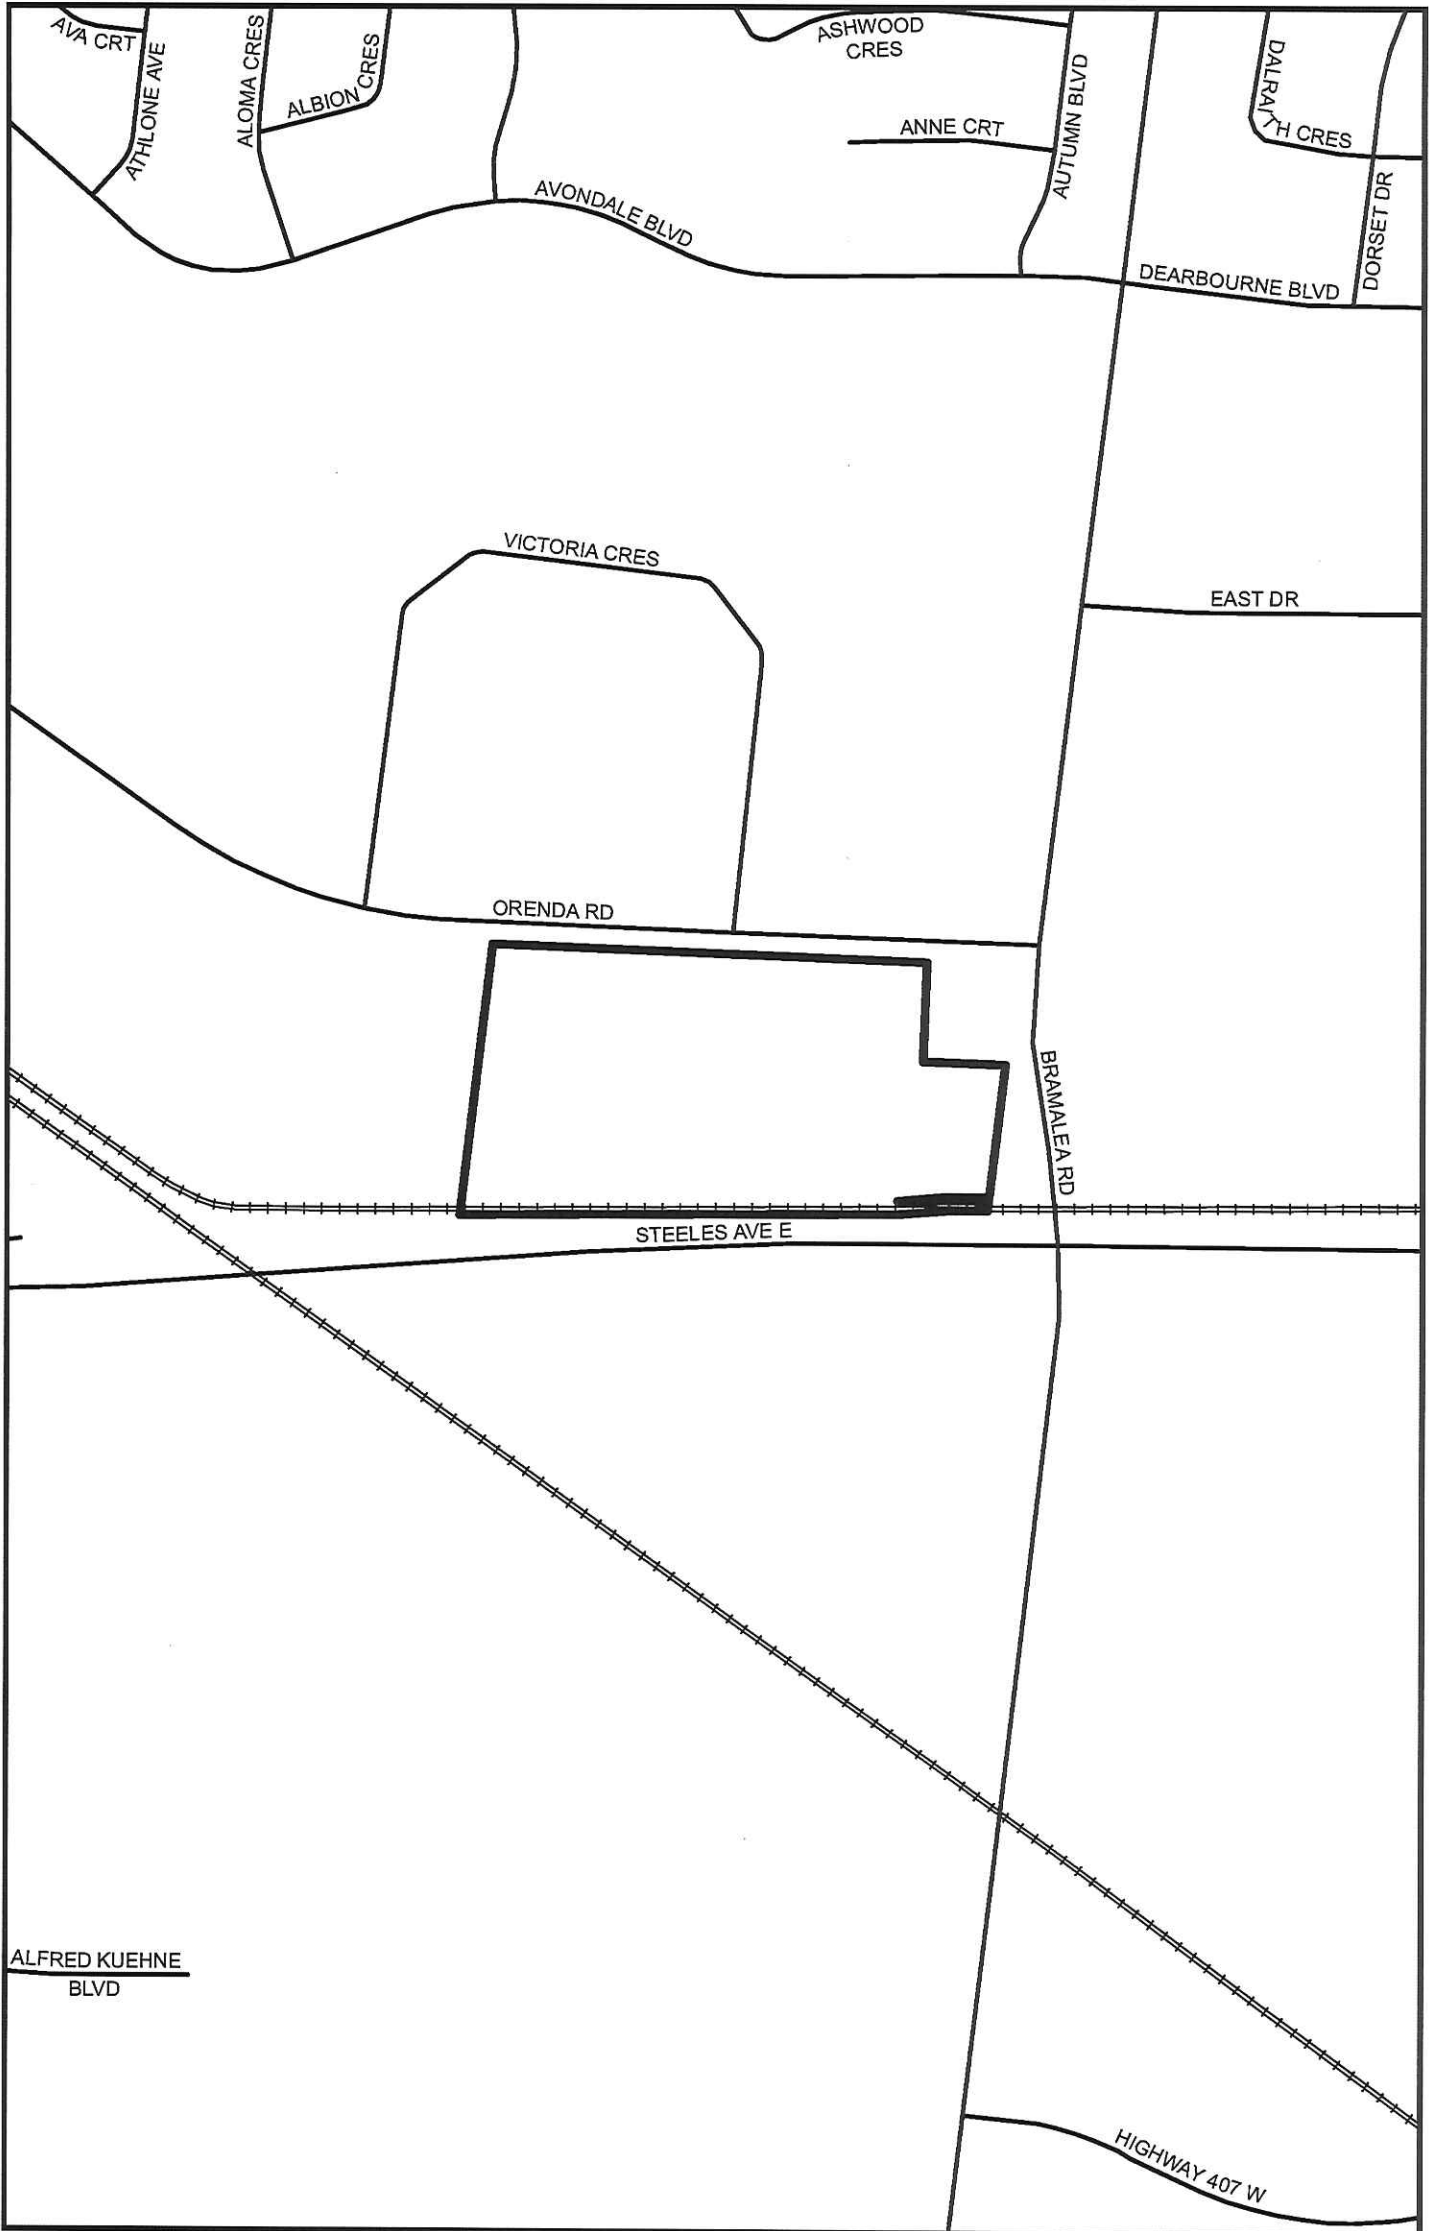 AVA CRT
ATHLONE AVE
ALOMA CRES
ALBION CRES
ASHWOOD
CRES
AUTUMN BLVD
ANNE CRT
DORSET DR
AVONDALE BLVD
DEARBOURNE BLVD
VICTORIA CRES
EAST DR
ORENDA RD
BRAMALEA RD
STEELES AVE E
ALFRED KUEHNE
BLVD
HIGHWAY 407 W